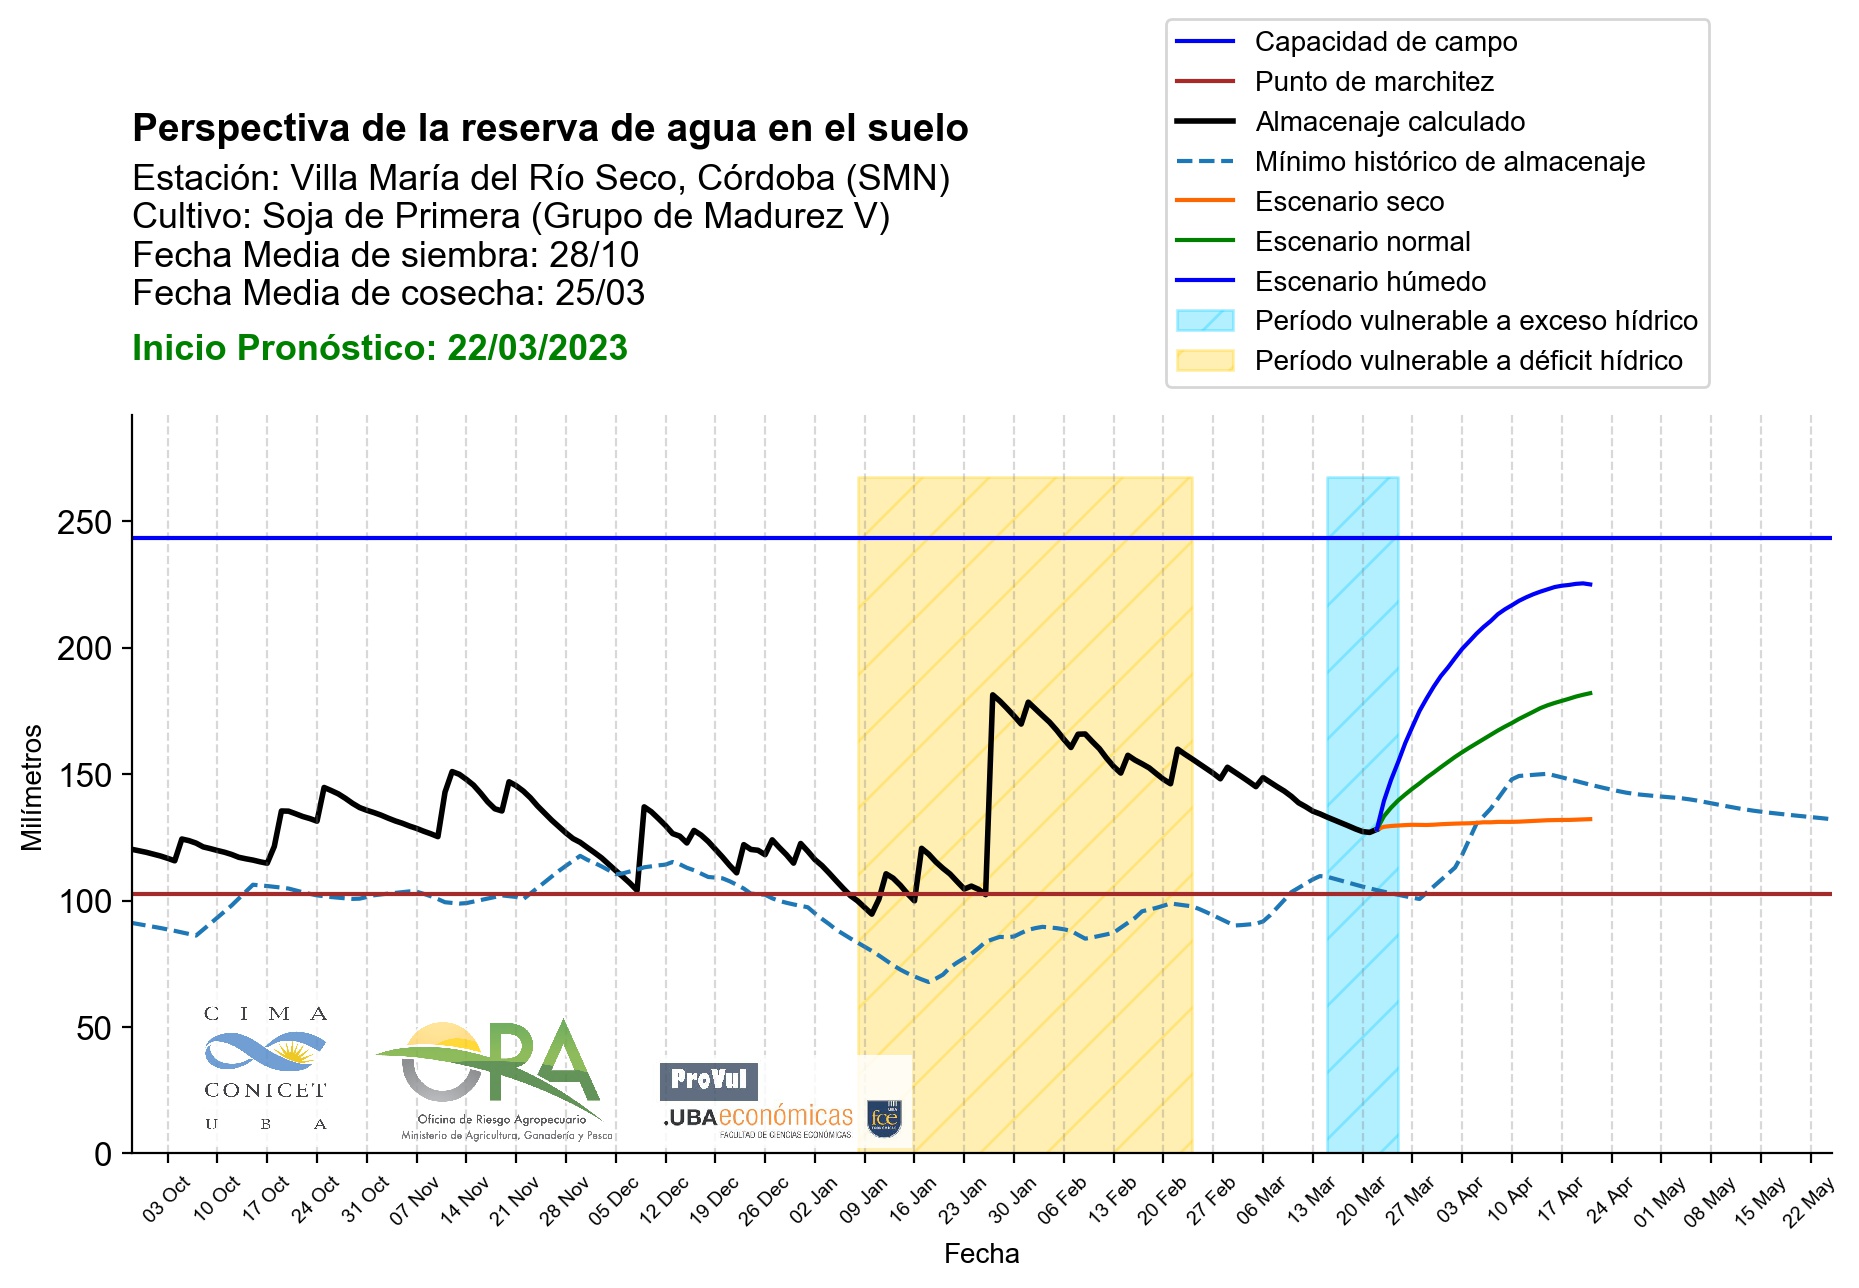 Capacidad de campo
Punto de marchitez
Almacenaje calculado
Mínimo histórico de almacenaje
Escenario seco
Escenario normal
Escenario húmedo
Período vulnerable a exceso hídrico
Período vulnerable a déficit hídrico
Perspectiva de la reserva de agua en el suelo
Estación: Villa María del Río Seco, Córdoba (SMN)
Cultivo: Soja de Primera (Grupo de Madurez V)
Fecha Media de siembra: 28/10
Fecha Media de cosecha: 25/03
Inicio Pronóstico: 22/03/2023
Milímetros
250
200
150
100
50
0
CIMA
CONICET
UBA
ORA
Oficina de Riesgo Agropecuario
Ministerio de Agricultura, Ganadería y Pesca
ProVul
.UBAeconómicas
FACULTAD DE CIENCIAS ECONÓMICAS
fce
03 Oct
10 Oct
17 Oct
24 Oct
31 Oct
07 Nov
14 Nov
21 Nov
28 Nov
05 Dec
12 Dec
19 Dec
26 Dec
02 Jan
09 Jan
16 Jan
23 Jan
30 Jan
06 Feb
13 Feb
20 Feb
27 Feb
06 Mar
13 Mar
20 Mar
27 Mar
03 Apr
10 Apr
17 Apr
24 Apr
01 May
08 May
15 May
22 May
Fecha